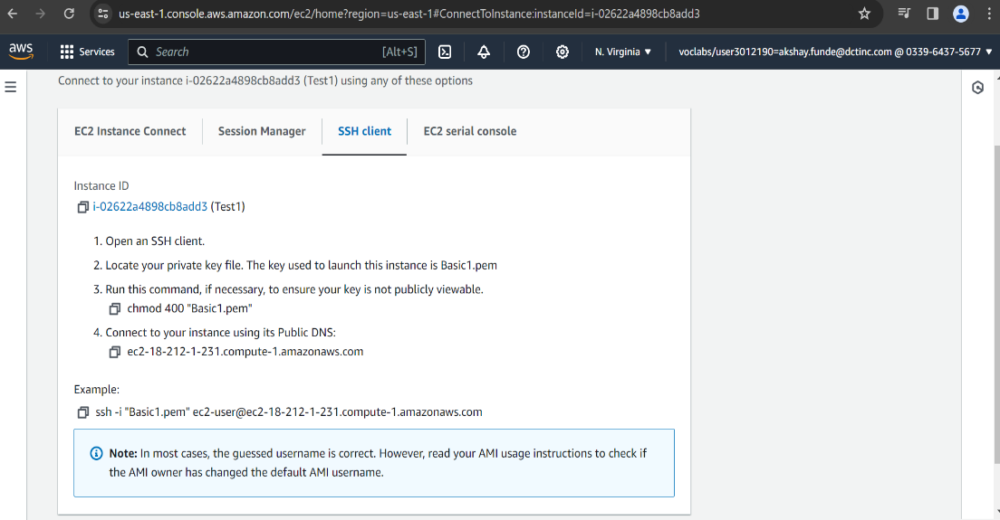 us-east-1.console.aws.amazon.com/ec2/home?region=us-east-1#ConnectToInstance:instanceId=i-02622a4898cb8add3
aws Services Search [Alt+S] N. Virginia voclabs/user3012190=akshay.funde@dctinc.com @ 0339-6437-5677
Connect to your instance i-02622a4898cb8add3 (Test1) using any of these options
EC2 Instance Connect Session Manager SSH client EC2 serial console
Instance ID
i-02622a4898cb8add3 (Test1)
1. Open an SSH client.
2. Locate your private key file. The key used to launch this instance is Basic1.pem
3. Run this command, if necessary, to ensure your key is not publicly viewable.
chmod 400 "Basic1.pem"
4. Connect to your instance using its Public DNS:
ec2-18-212-1-231.compute-1.amazonaws.com
Example:
ssh -i "Basic1.pem" ec2-user@ec2-18-212-1-231.compute-1.amazonaws.com
Note: In most cases, the guessed username is correct. However, read your AMI usage instructions to check if
the AMI owner has changed the default AMI username.